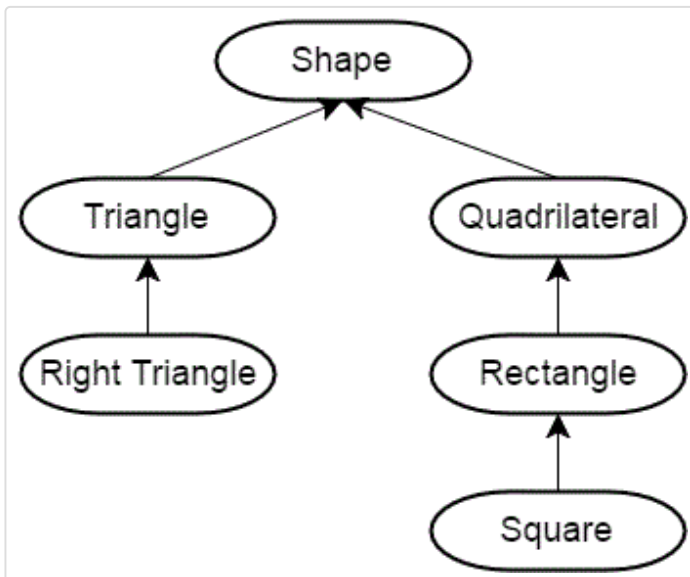 Shape
Triangle
Quadrilateral
Right Triangle
Rectangle
Square